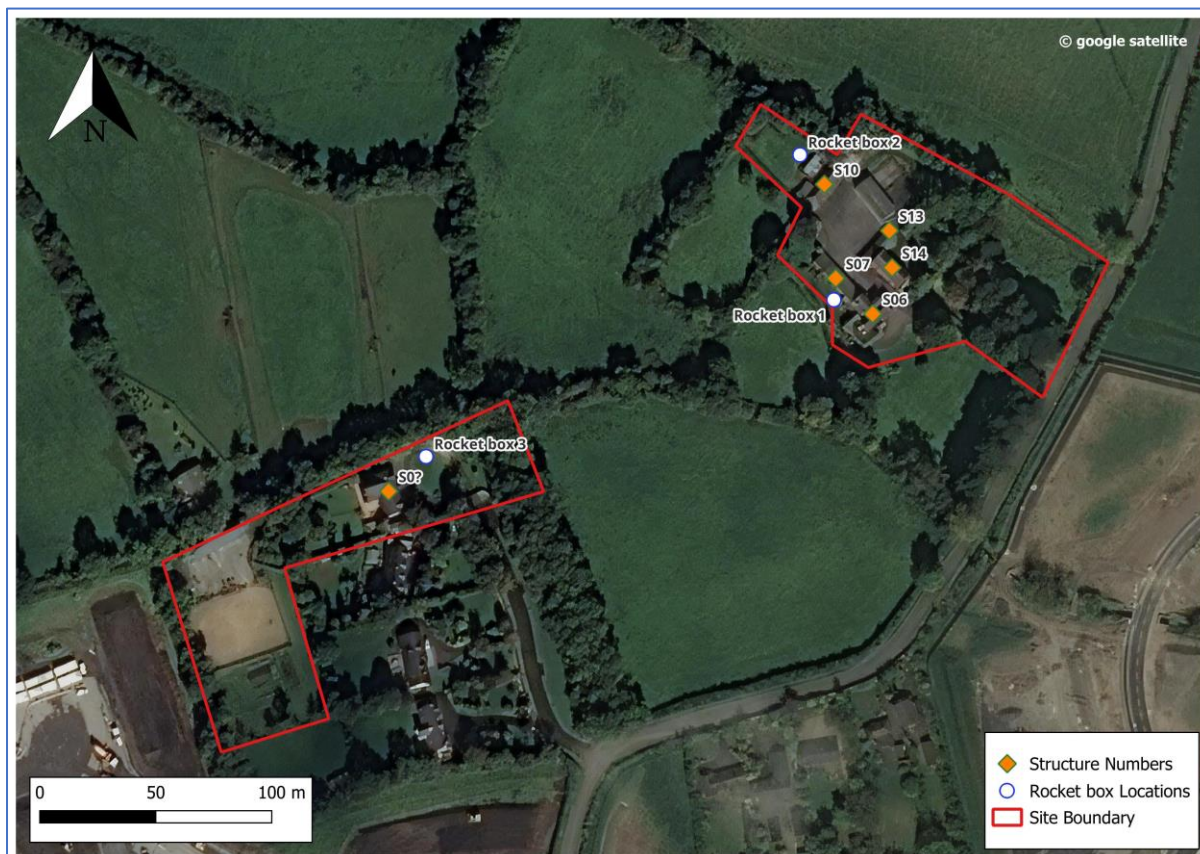 © google satellite
N
Rocket box 2
S10
S13
S14
S07
Rocket box 1
S06
Rocket box 3
S0?
0 50 100 m
Structure Numbers
Rocket box Locations
Site Boundary